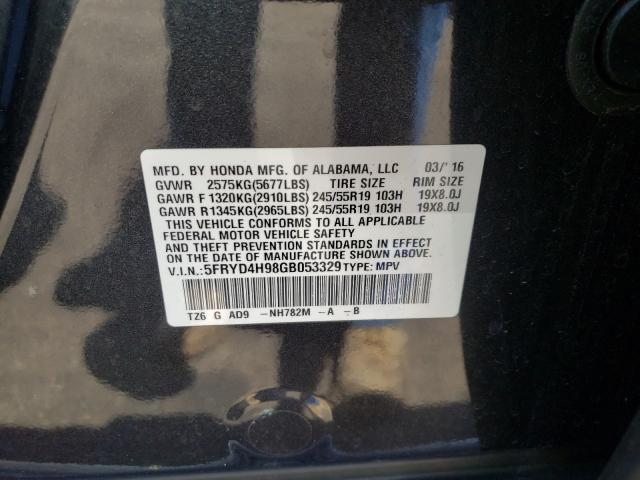 MFD. BY HONDA MFG. OF ALABAMA, LLC 03/' 16
GVWR 2575KG(5677LBS) TIRE SIZE RIM SIZE
GAWR F 1320KG(2910LBS) 245/55R19 103H 19X8.0J
GAWR R1345KG(2965LBS) 245/55R19 103H 19X8.0J
THIS VEHICLE CONFORMS TO ALL APPLICABLE
FEDERAL MOTOR VEHICLE SAFETY
AND THEFT PREVENTION STANDARDS IN EFFECT
ON THE DATE OF MANUFACTURE SHOWN ABOVE.
V.I.N.:5FRYD4H98GB053329 TYPE: MPV
TZ6 G AD9 -NH782M -A -B